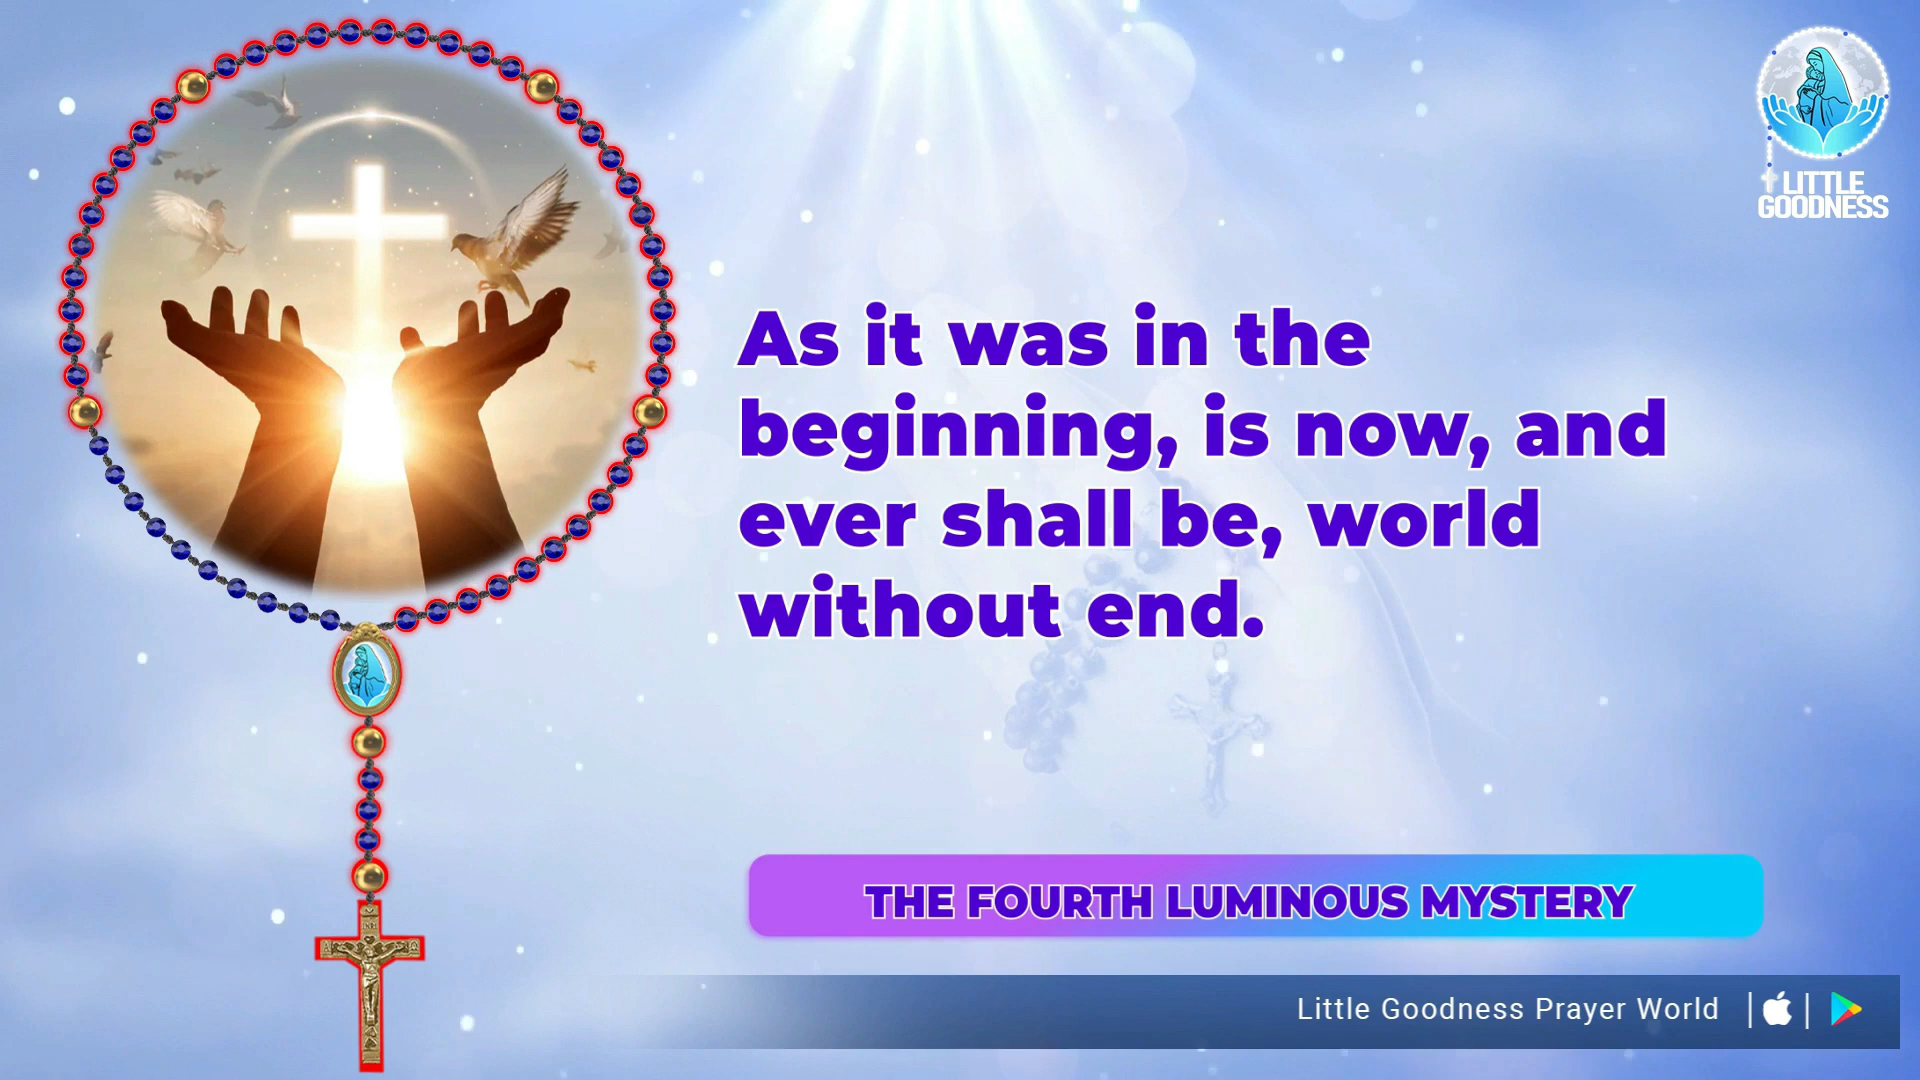 LITTLE
GOODNESS
As it was in the
beginning, is now, and
ever shall be, world
without end.
THE FOURTH LUMINOUS MYSTERY
Little Goodness Prayer World